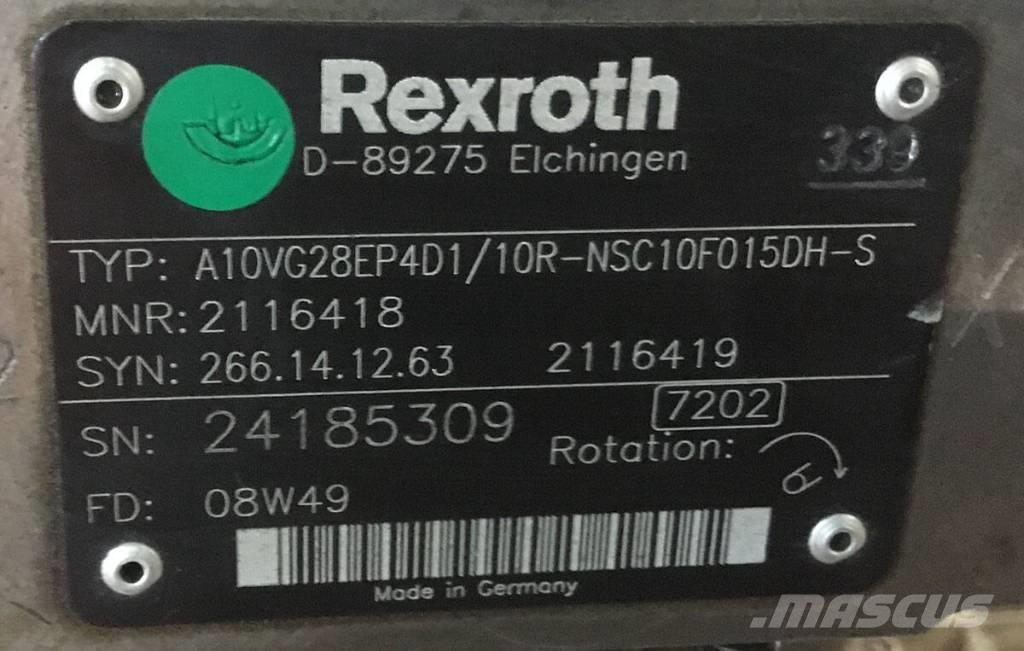 Rexroth
D-89275 Elchingen
339
TYP: A10VG28EP4D1/10R-NSC10F015DH-S
MNR: 2116418
SYN: 266.14.12.63 2116419
7202
SN: 24185309
Rotation:
FD: 08W49
Made in Germany
MASCUS